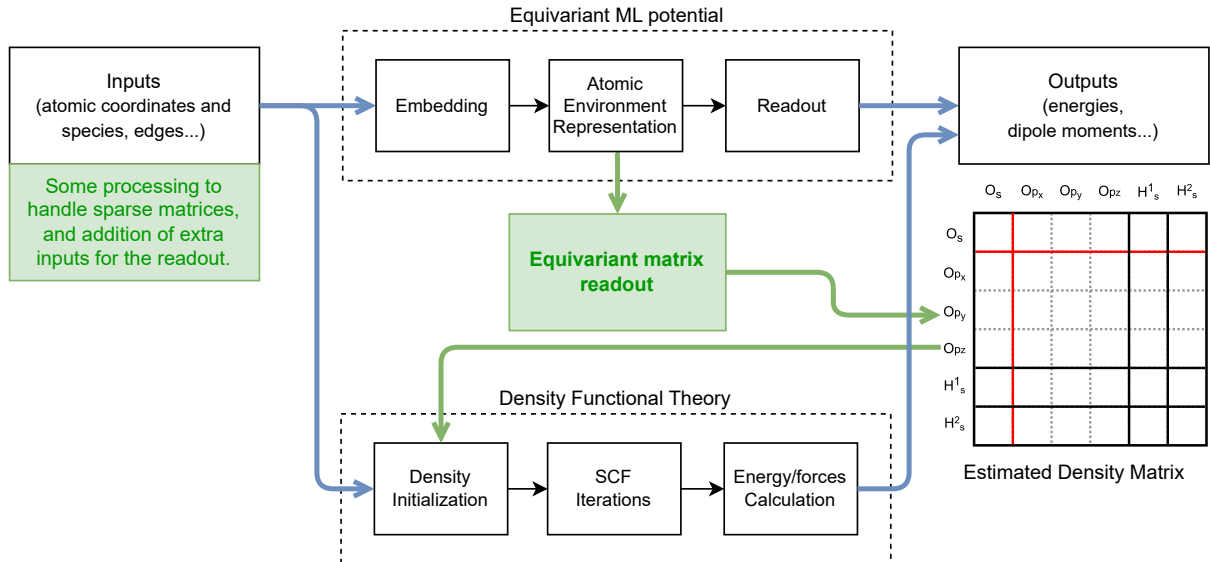 Equivariant ML potential
Inputs
(atomic coordinates and
species, edges...)
Some processing to
handle sparse matrices,
and addition of extra
inputs for the readout.
Embedding
Atomic
Environment
Representation
Readout
Outputs
(energies,
dipole moments...)
Equivariant matrix
readout
Os Opx Opy Opz H1s H2s
Os
Opx
Opy
Opz
H1s
H2s
Estimated Density Matrix
Density Functional Theory
Density
Initialization
SCF
Iterations
Energy/forces
Calculation